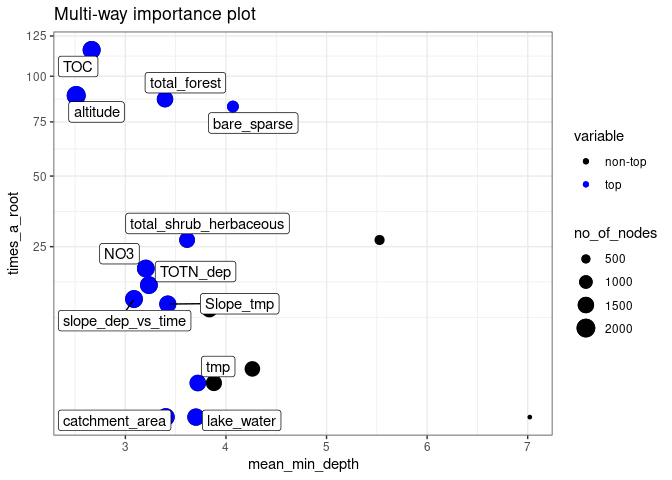 Multi-way importance plot
125
100
75
50
25
times_a_root
TOC
altitude
total_forest
bare_sparse
total_shrub_herbaceous
NO3
TOTN_dep
Slope_tmp
slope_dep_vs_time
tmp
catchment_area
lake_water
3
4
5
6
7
mean_min_depth
variable
non-top
top
no_of_nodes
500
1000
1500
2000